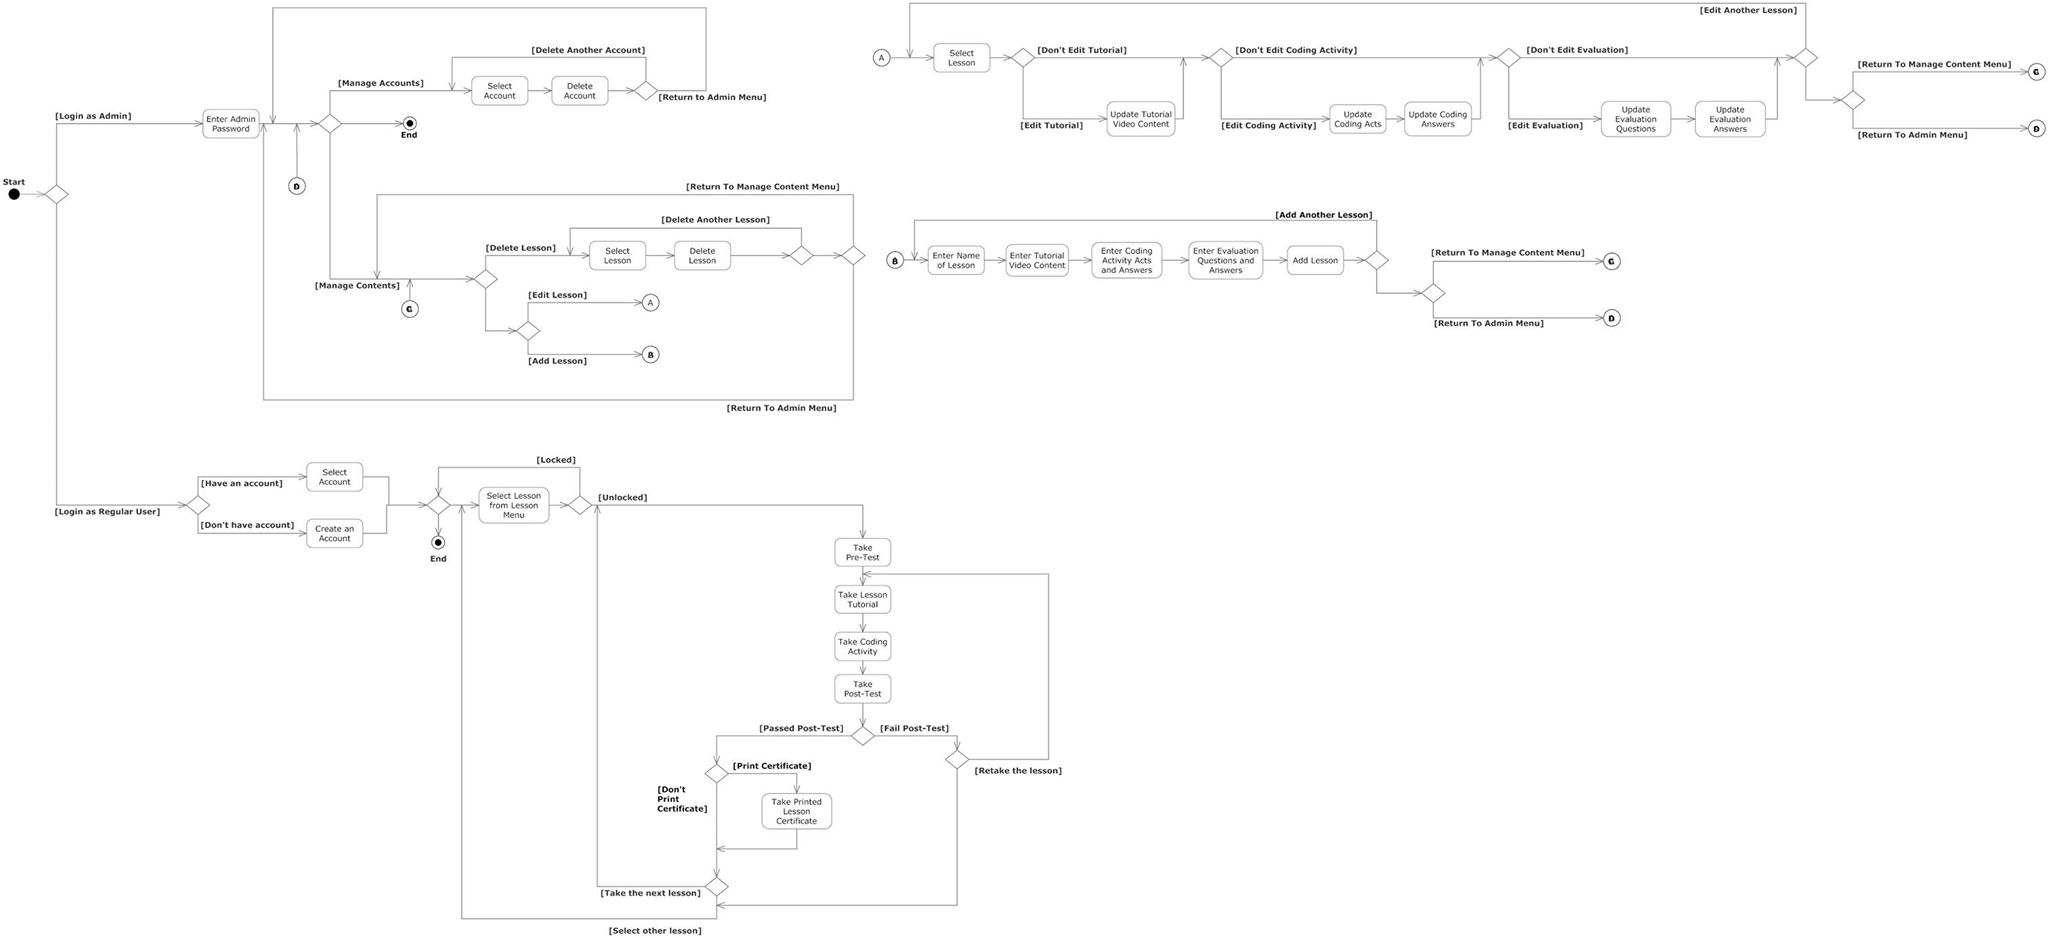 [Edit Another Lesson]
[Delete Another Account]
[Manage Accounts]
Select
Account
Delete
Account
[Return to Admin Menu]
[Login as Admin]
Enter Admin
Password
End
D
Start
[Return To Manage Content Menu]
[Delete Another Lesson]
[Delete Lesson]
Select
Lesson
Delete
Lesson
[Manage Contents]
C
[Edit Lesson]
A
[Add Lesson]
B
[Return To Admin Menu]
A
Select
Lesson
[Don't Edit Tutorial]
[Edit Tutorial]
Update Tutorial
Video Content
[Don't Edit Coding Activity]
[Edit Coding Activity]
Update
Coding Acts
Update Coding
Answers
[Don't Edit Evaluation]
[Edit Evaluation]
Update
Evaluation
Questions
Update
Evaluation
Answers
[Return To Manage Content Menu]
C
[Return To Admin Menu]
D
[Add Another Lesson]
B
Enter Name
of Lesson
Enter Tutorial
Video Content
Enter Coding
Activity Acts
and Answers
Enter Evaluation
Questions and
Answers
Add Lesson
[Return To Manage Content Menu]
C
[Return To Admin Menu]
D
[Login as Regular User]
[Have an account]
Select
Account
[Don't have account]
Create an
Account
End
[Locked]
Select Lesson
from Lesson
Menu
[Unlocked]
Take
Pre-Test
Take Lesson
Tutorial
Take Coding
Activity
Take
Post-Test
[Passed Post-Test]
[Fail Post-Test]
[Print Certificate]
[Retake the lesson]
[Don't
Print
Certificate]
Take Printed
Lesson
Certificate
[Take the next lesson]
[Select other lesson]